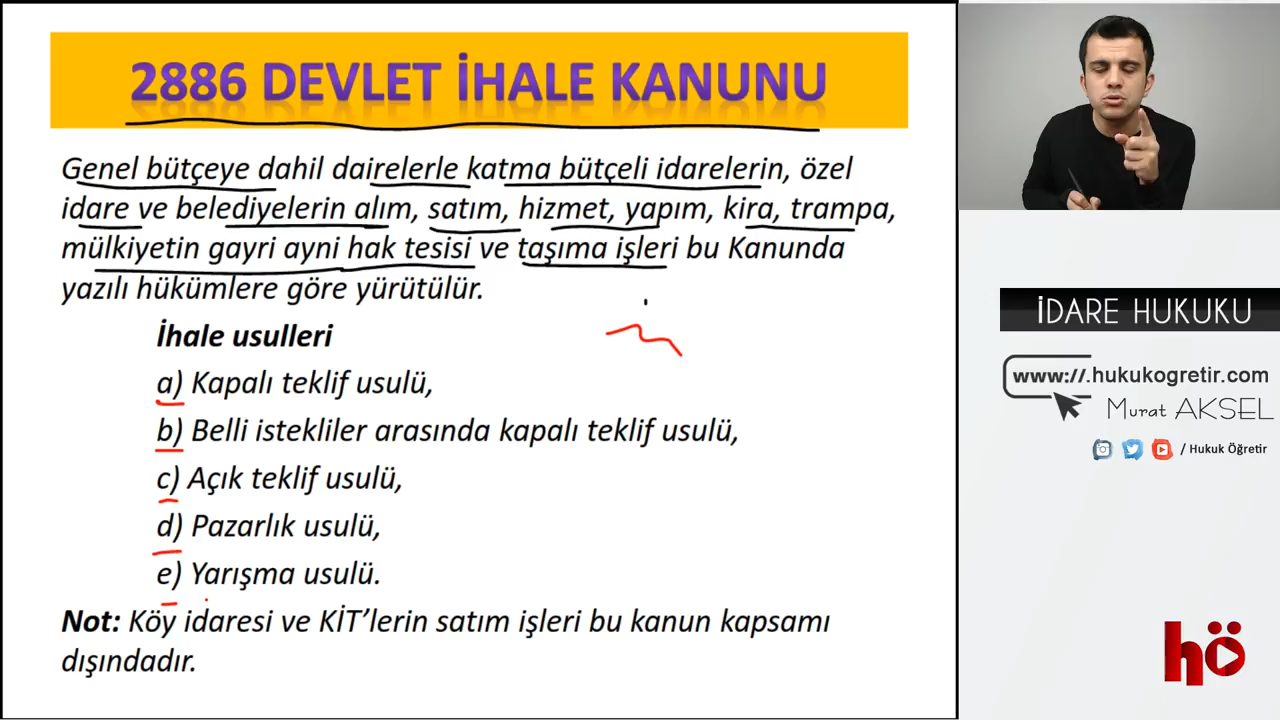 2886 DEVLET İHALE KANUNU
Genel bütçeye dahil dairelerle katma bütçeli idarelerin, özel
idare ve belediyelerin alım, satım, hizmet, yapım, kira, trampa,
mülkiyetin gayri ayni hak tesisi ve taşıma işleri bu Kanunda
yazılı hükümlere göre yürütülür.
İhale usulleri
a) Kapalı teklif usulü,
b) Belli istekliler arasında kapalı teklif usulü,
c) Açık teklif usulü,
d) Pazarlık usulü,
e) Yarışma usulü.
Not: Köy idaresi ve KİT'lerin satım işleri bu kanun kapsamı
dışındadır.
İDARE HUKUKU
www://.hukukogretir.com
Murat AKSEL
/ Hukuk Öğretir
hö